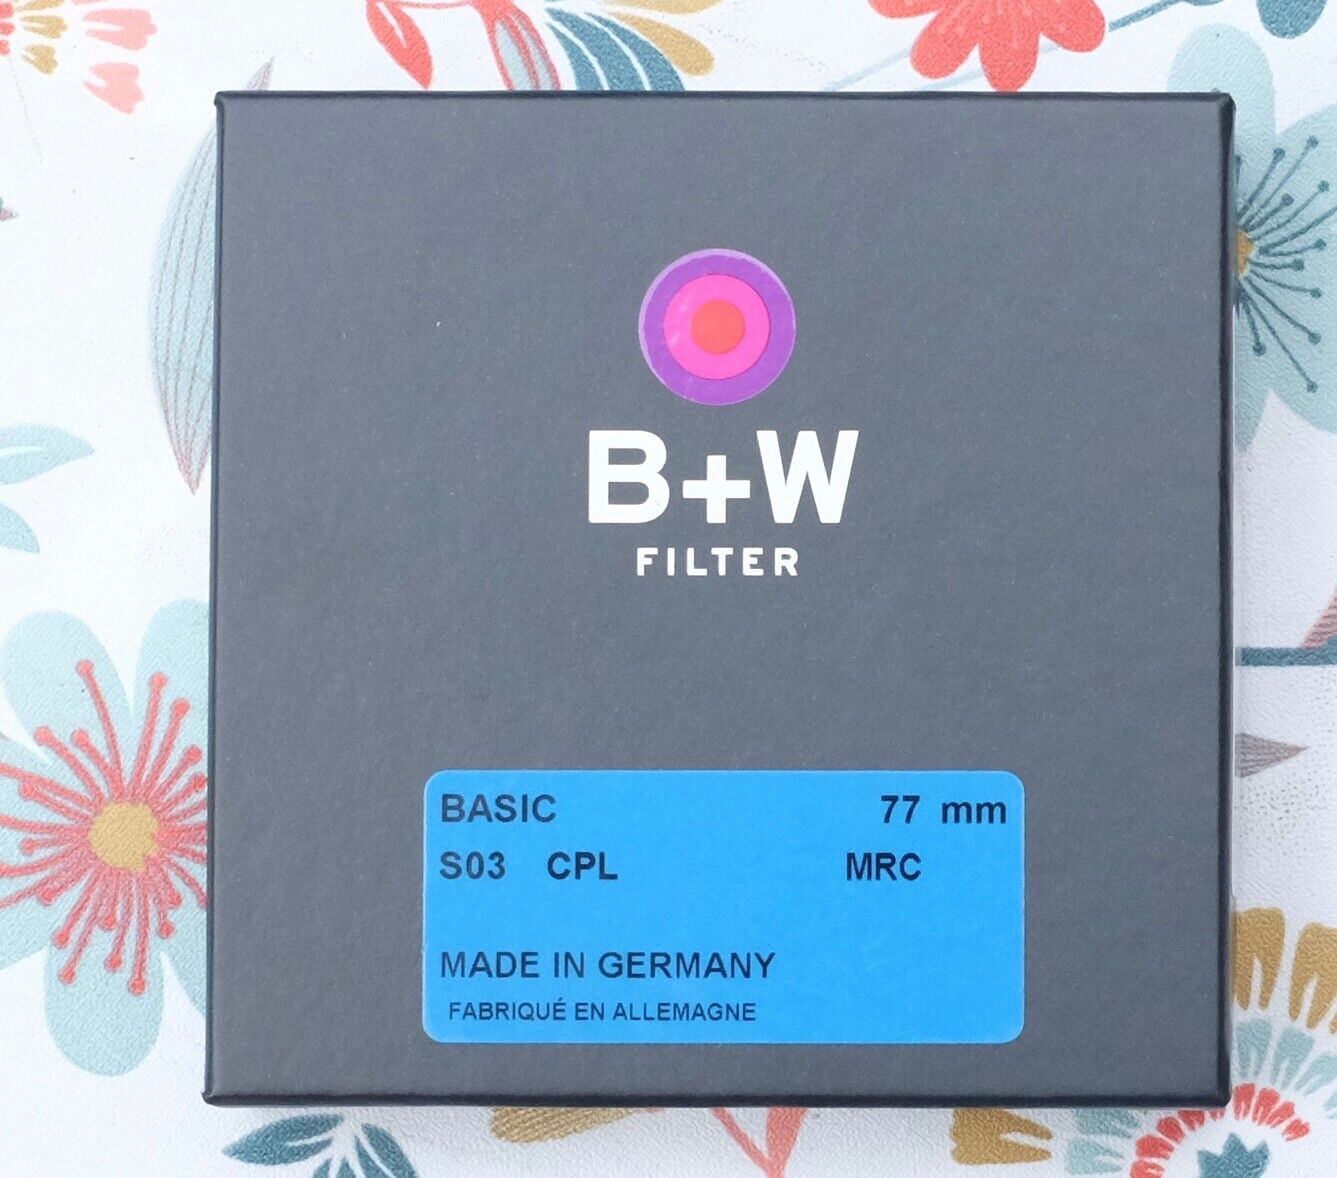 B+W
FILTER
BASIC 77 mm
S03 CPL MRC
MADE IN GERMANY
FABRIQUÉ EN ALLEMAGNE